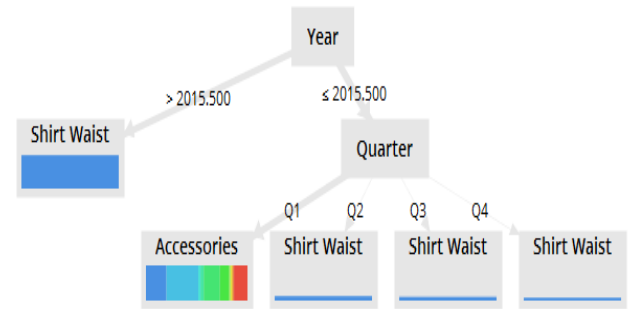 Year
> 2015.500
≤ 2015.500
Shirt Waist
Quarter
Q1
Q2
Q3
Q4
Accessories
Shirt Waist
Shirt Waist
Shirt Waist